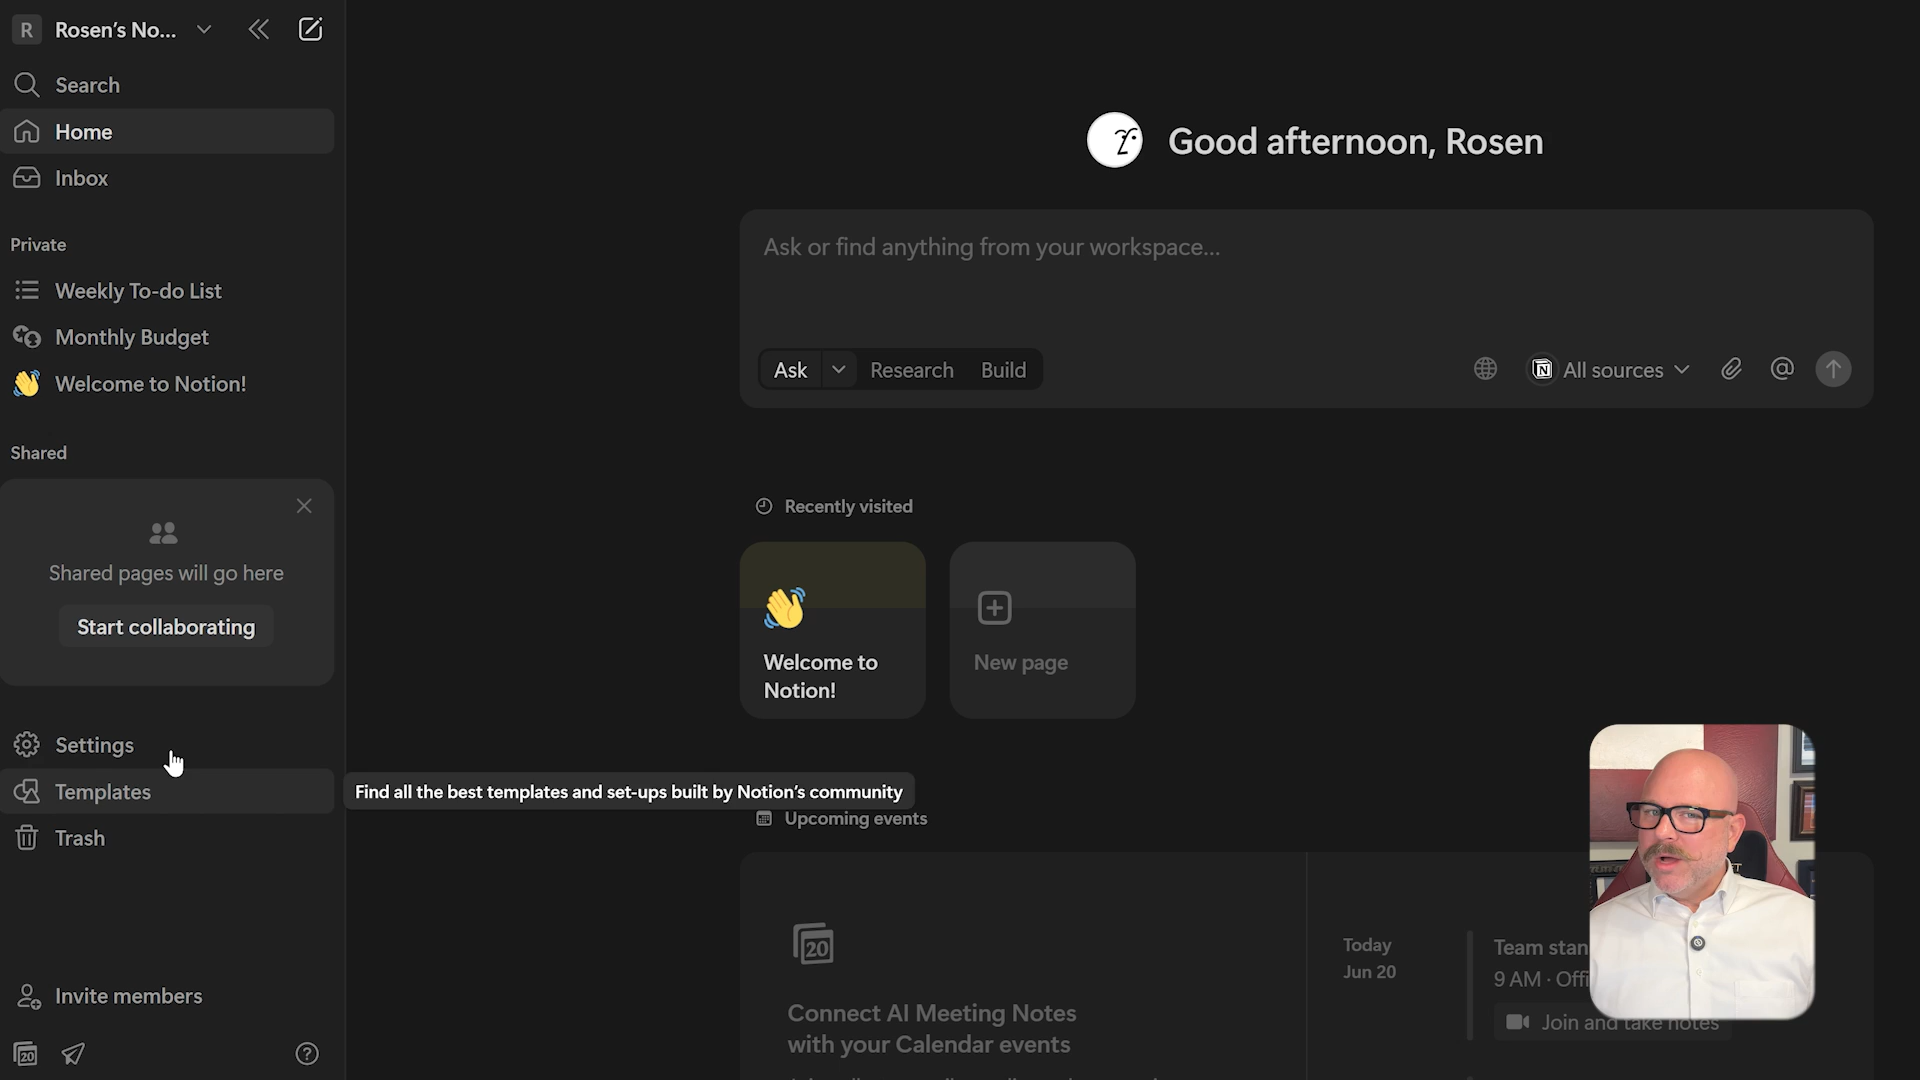 R Rosen's No...
Search
Home
Inbox
Private
Weekly To-do List
Monthly Budget
Welcome to Notion!
Shared
Shared pages will go here
Start collaborating
Settings
Templates
Trash
Invite members
20
Good afternoon, Rosen
Ask or find anything from your workspace...
Ask Research Build
All sources
Recently visited
Welcome to
Notion!
New page
Find all the best templates and set-ups built by Notion's community
Upcoming events
20
Connect AI Meeting Notes
with your Calendar events
Today
Jun 20
Team stan
9 AM · Offi
Join and take notes